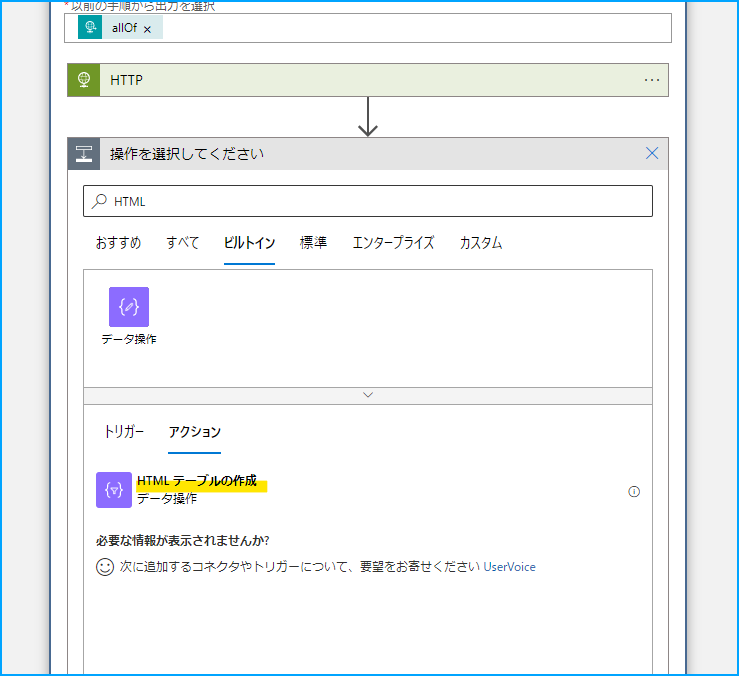 *以前の手順から出力を選択
allOf ×
HTTP ...
操作を選択してください
HTML
おすすめ すべて ビルトイン 標準 エンタープライズ カスタム
データ操作
トリガー アクション
HTML テーブルの作成
データ操作
必要な情報が表示されませんか?
次に追加するコネクタやトリガーについて、要望をお寄せください UserVoice